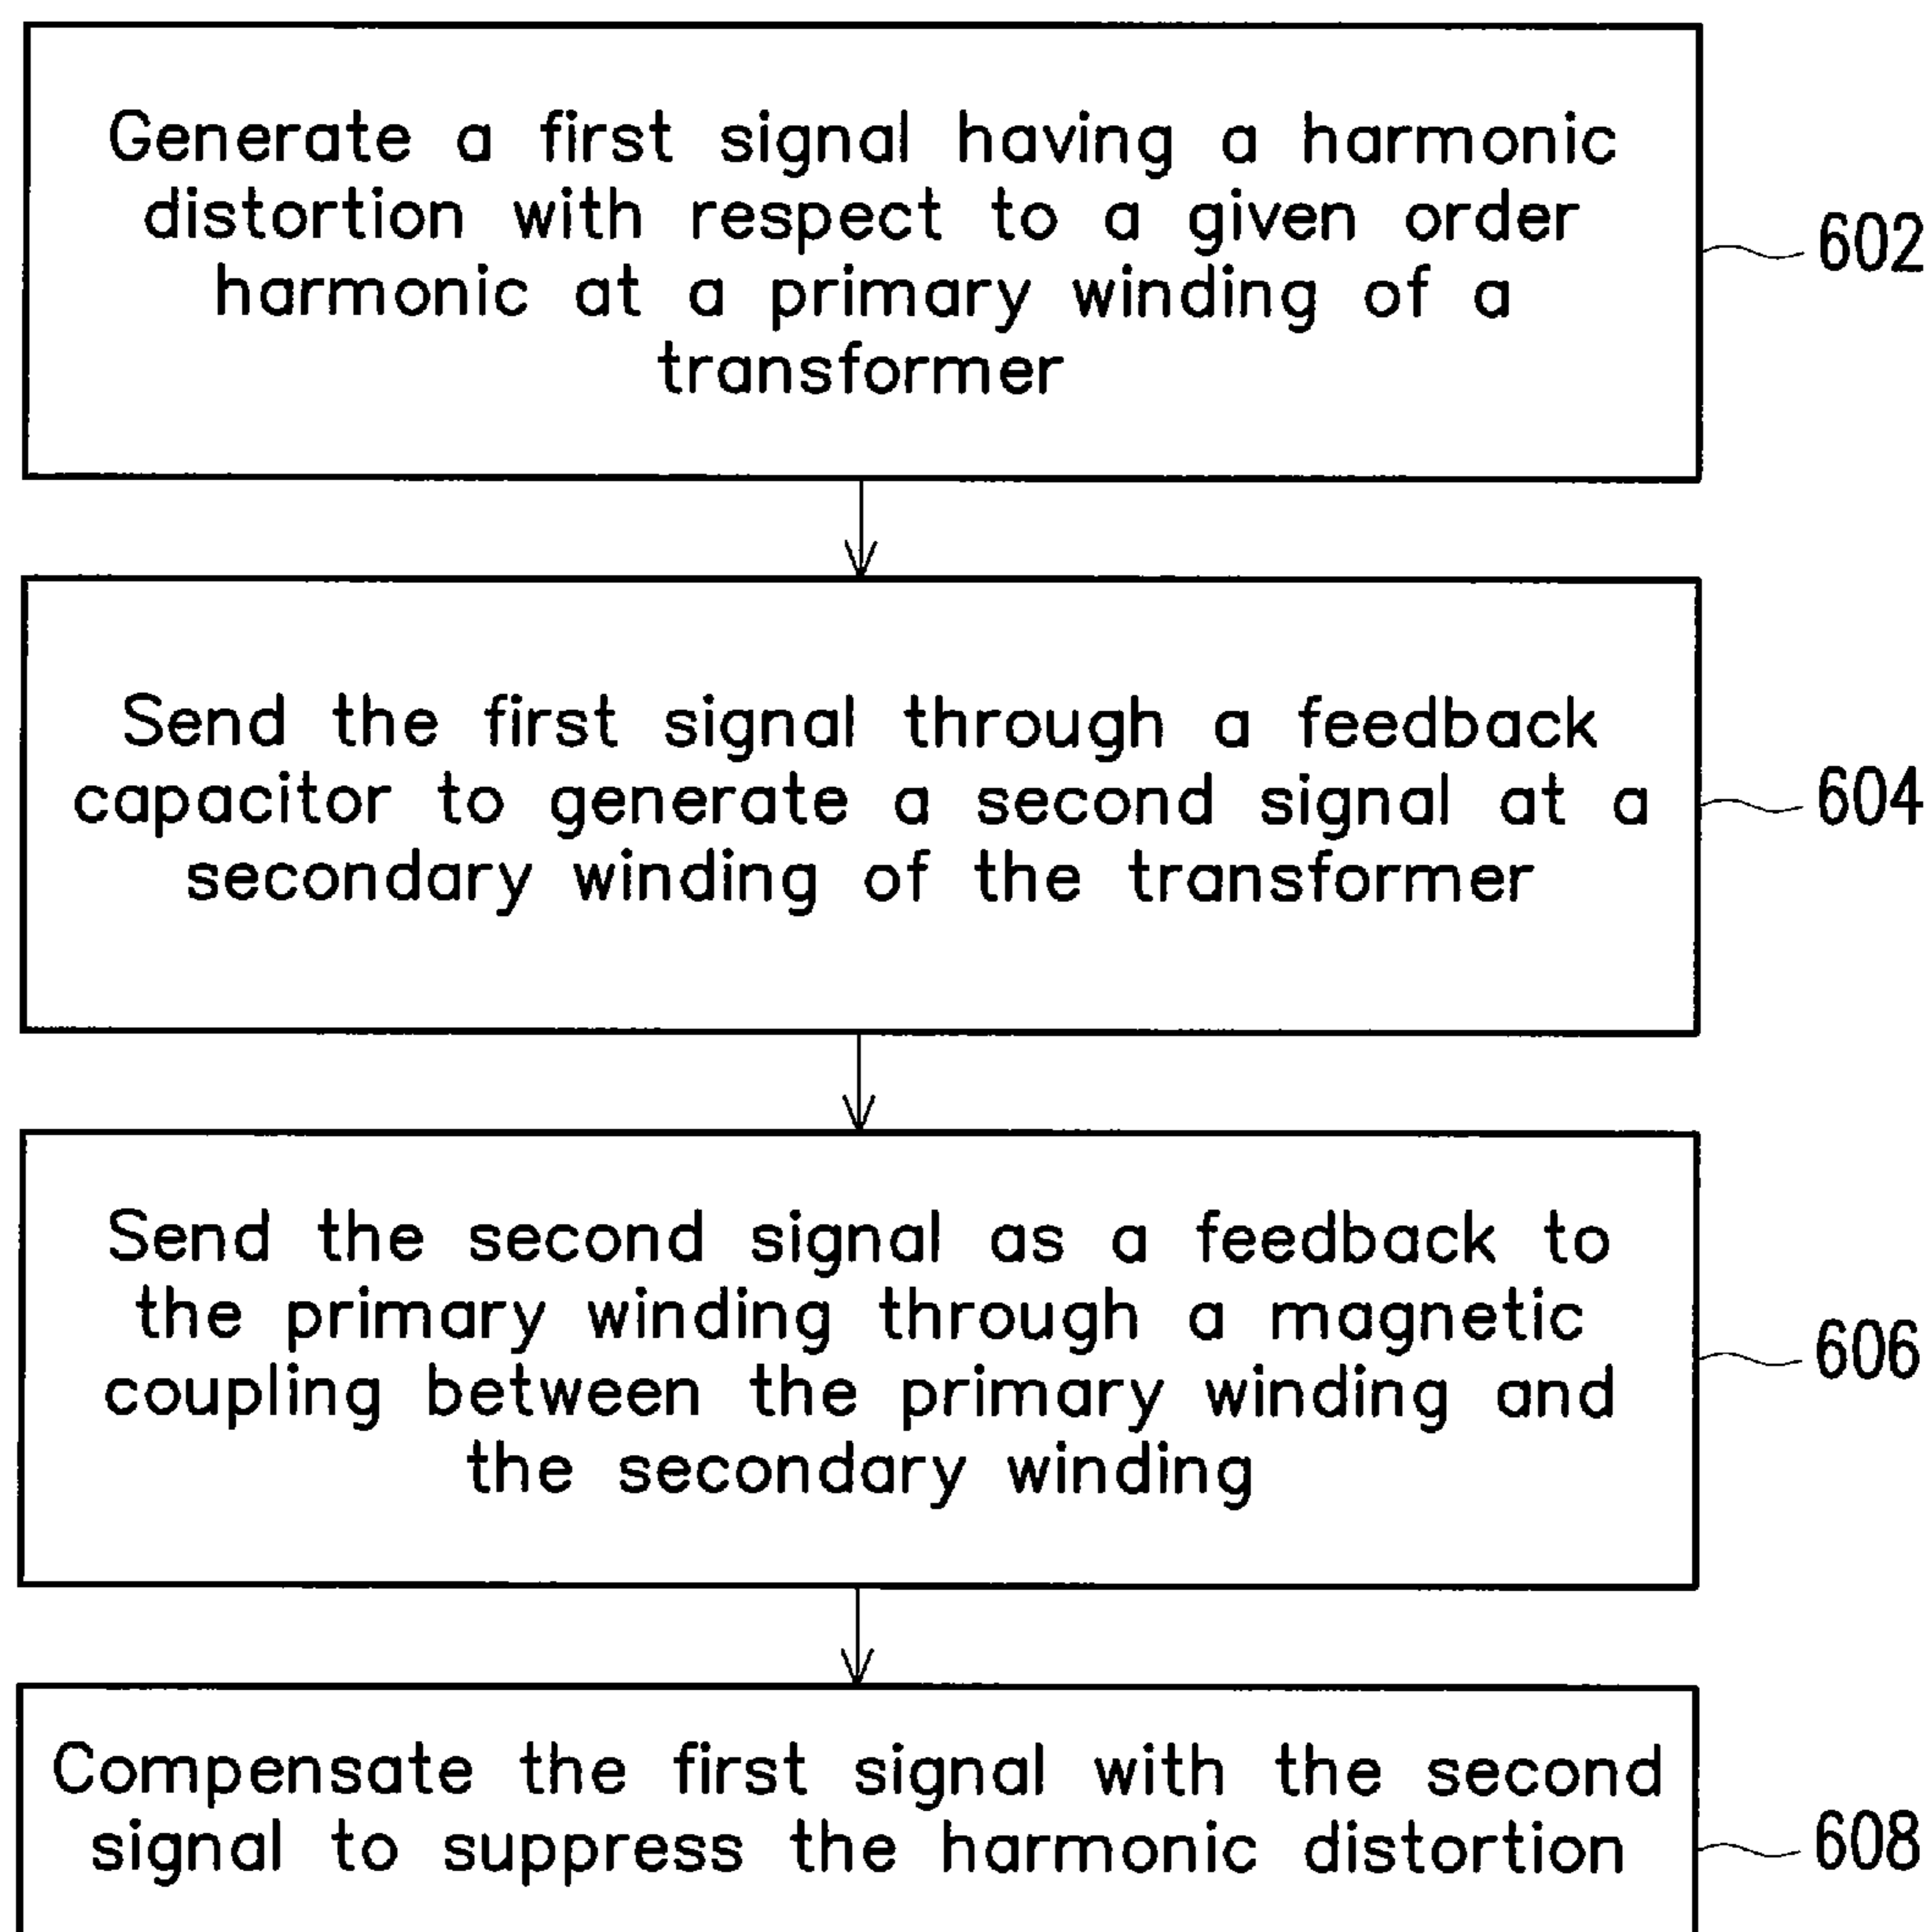 Generate a first signal having a harmonic
distortion with respect to a given order
harmonic at a primary winding of a
transformer
602
Send the first signal through a feedback
capacitor to generate a second signal at a
secondary winding of the transformer
604
Send the second signal as a feedback to
the primary winding through a magnetic
coupling between the primary winding and
the secondary winding
606
Compensate the first signal with the second
signal to suppress the harmonic distortion
608